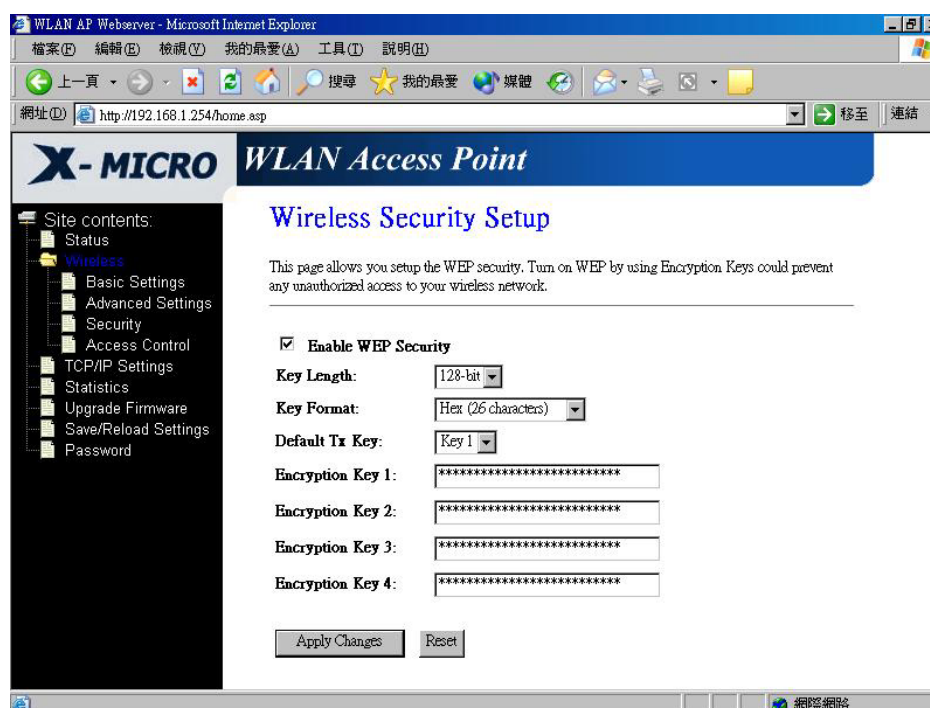 WLAN AP Webserver - Microsoft Internet Explorer
檔案(F) 編輯(E) 檢視(V) 我的最愛(A) 工具(T) 說明(H)
上一頁 搜尋 我的最愛 媒體
網址(D) http://192.168.1.254/home.asp 移至 連結
X-MICRO WLAN Access Point
Site contents:
Status
Wireless
Basic Settings
Advanced Settings
Security
Access Control
TCP/IP Settings
Statistics
Upgrade Firmware
Save/Reload Settings
Password
Wireless Security Setup
This page allows you setup the WEP security. Turn on WEP by using Encryption Keys could prevent
any unauthorized access to your wireless network.
Enable WEP Security
Key Length: 128-bit
Key Format: Hex (26 characters)
Default Tx Key: Key 1
Encryption Key 1: **************************
Encryption Key 2: **************************
Encryption Key 3: **************************
Encryption Key 4: **************************
Apply Changes Reset
網際網路